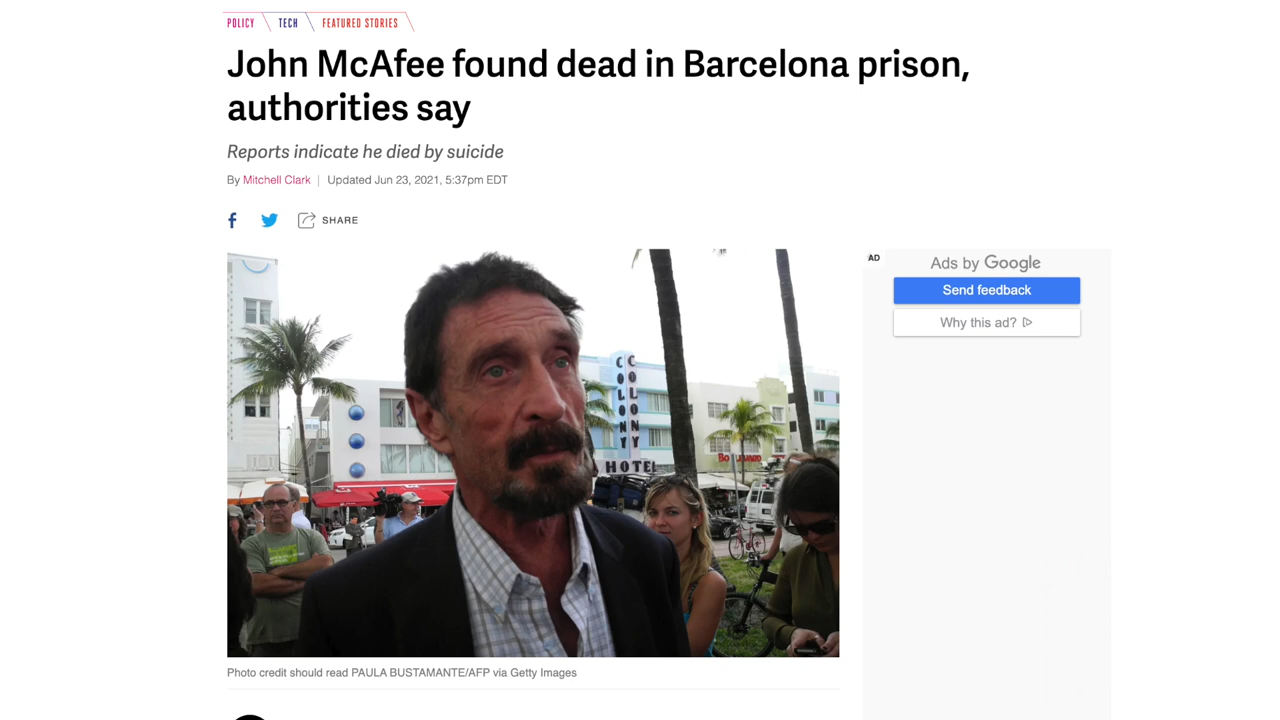 POLICY TECH FEATURED STORIES
John McAfee found dead in Barcelona prison,
authorities say
Reports indicate he died by suicide
By Mitchell Clark | Updated Jun 23, 2021, 5:37pm EDT
SHARE
AD
Ads by Google
Send feedback
Why this ad?
COLONY
COLONY
HOTEL
Photo credit should read PAULA BUSTAMANTE/AFP via Getty Images